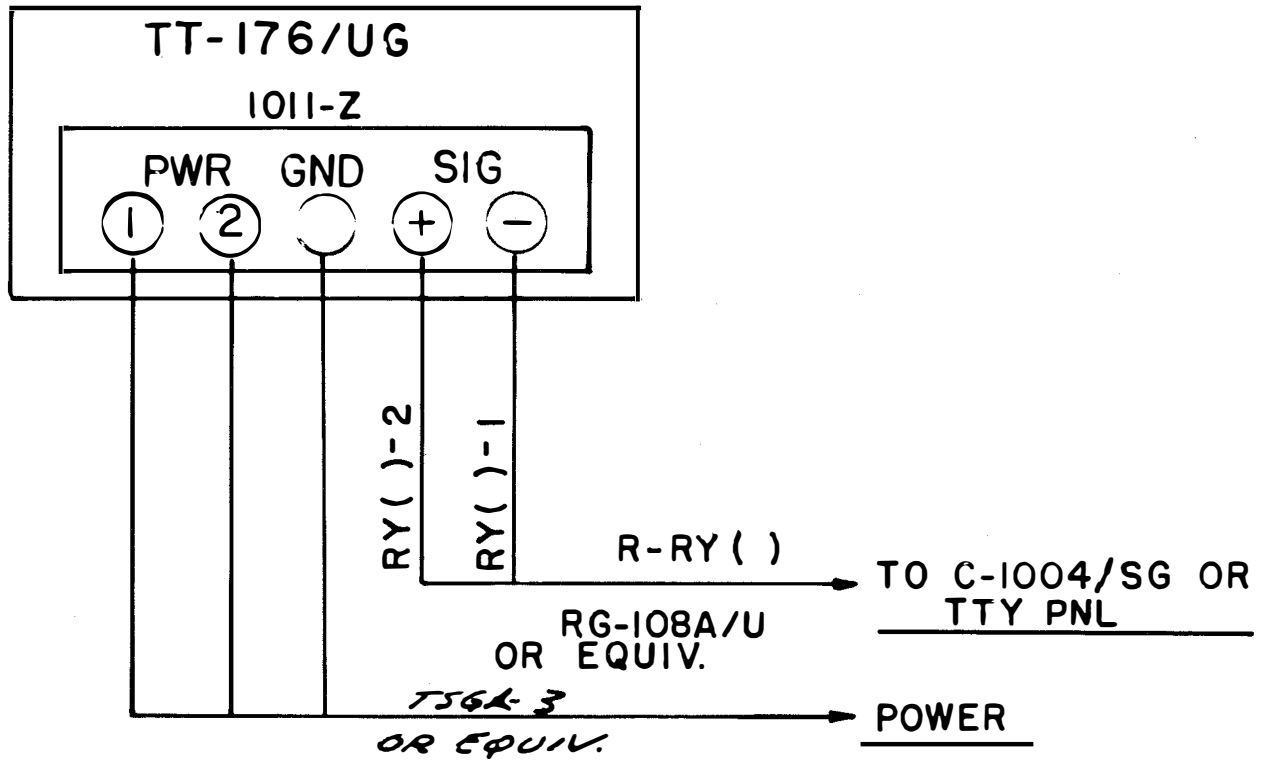 TT-176/UG
1011-Z
PWR GND SIG
1 2 + -
RY( )-2
RY( )-1
R-RY( )
TO C-1004/SG OR
TTY PNL
RG-108A/U
OR EQUIV.
TSGA-3
OR EQUIV.
POWER